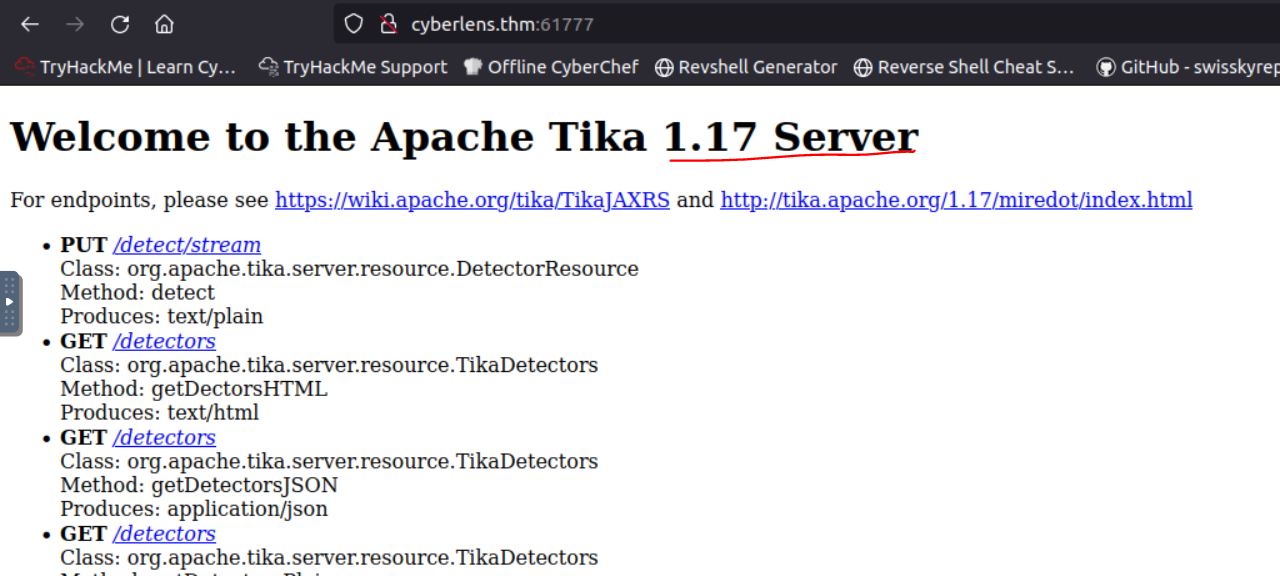 cyberlens.thm:61777
TryHackMe | Learn Cy… TryHackMe Support Offline CyberChef Revshell Generator Reverse Shell Cheat S… GitHub - swisskyrep
Welcome to the Apache Tika 1.17 Server
For endpoints, please see https://wiki.apache.org/tika/TikaJAXRS and http://tika.apache.org/1.17/miredot/index.html
• PUT /detect/stream
Class: org.apache.tika.server.resource.DetectorResource
Method: detect
Produces: text/plain
• GET /detectors
Class: org.apache.tika.server.resource.TikaDetectors
Method: getDectorsHTML
Produces: text/html
• GET /detectors
Class: org.apache.tika.server.resource.TikaDetectors
Method: getDetectorsJSON
Produces: application/json
• GET /detectors
Class: org.apache.tika.server.resource.TikaDetectors